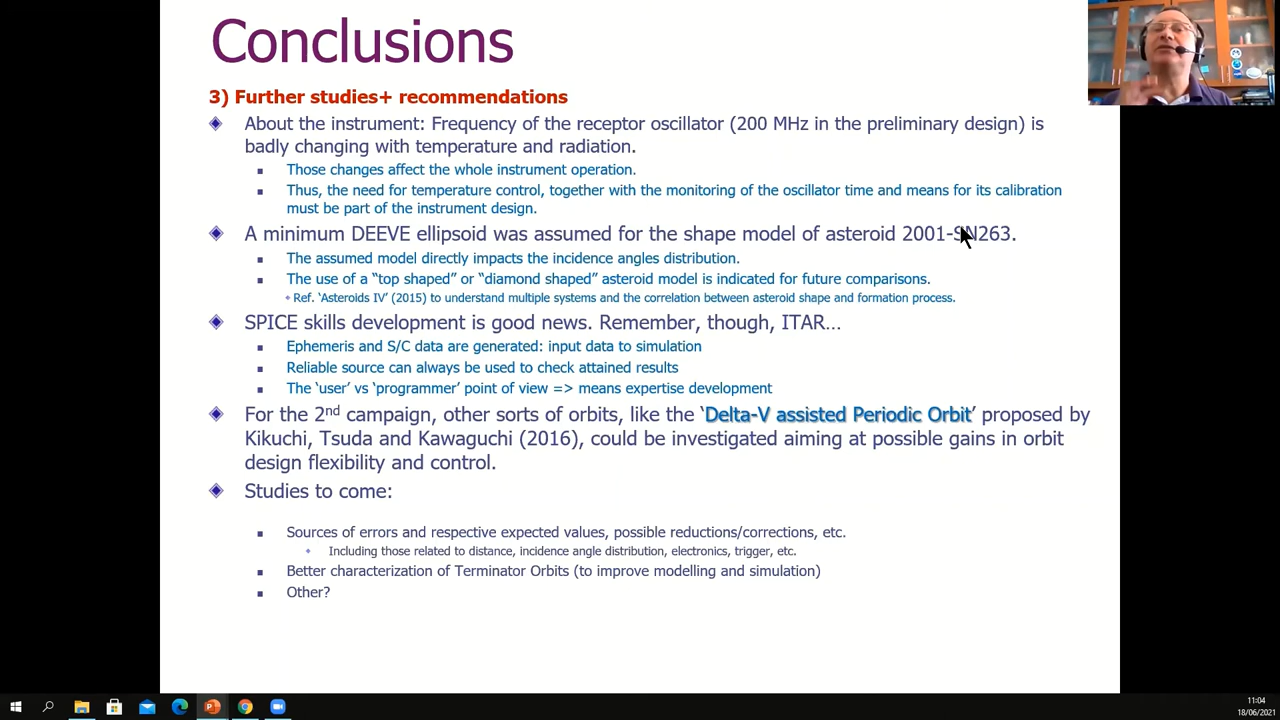 Conclusions
3) Further studies+ recommendations
About the instrument: Frequency of the receptor oscillator (200 MHz in the preliminary design) is
badly changing with temperature and radiation.
Those changes affect the whole instrument operation.
Thus, the need for temperature control, together with the monitoring of the oscillator time and means for its calibration
must be part of the instrument design.
A minimum DEEVE ellipsoid was assumed for the shape model of asteroid 2001-SN263.
The assumed model directly impacts the incidence angles distribution.
The use of a “top shaped” or “diamond shaped” asteroid model is indicated for future comparisons.
Ref. ‘Asteroids IV’ (2015) to understand multiple systems and the correlation between asteroid shape and formation process.
SPICE skills development is good news. Remember, though, ITAR…
Ephemeris and S/C data are generated: input data to simulation
Reliable source can always be used to check attained results
The ‘user’ vs ‘programmer’ point of view => means expertise development
For the 2nd campaign, other sorts of orbits, like the ‘Delta-V assisted Periodic Orbit’ proposed by
Kikuchi, Tsuda and Kawaguchi (2016), could be investigated aiming at possible gains in orbit
design flexibility and control.
Studies to come:
Sources of errors and respective expected values, possible reductions/corrections, etc.
Including those related to distance, incidence angle distribution, electronics, trigger, etc.
Better characterization of Terminator Orbits (to improve modelling and simulation)
Other?
11:04
18/06/2021